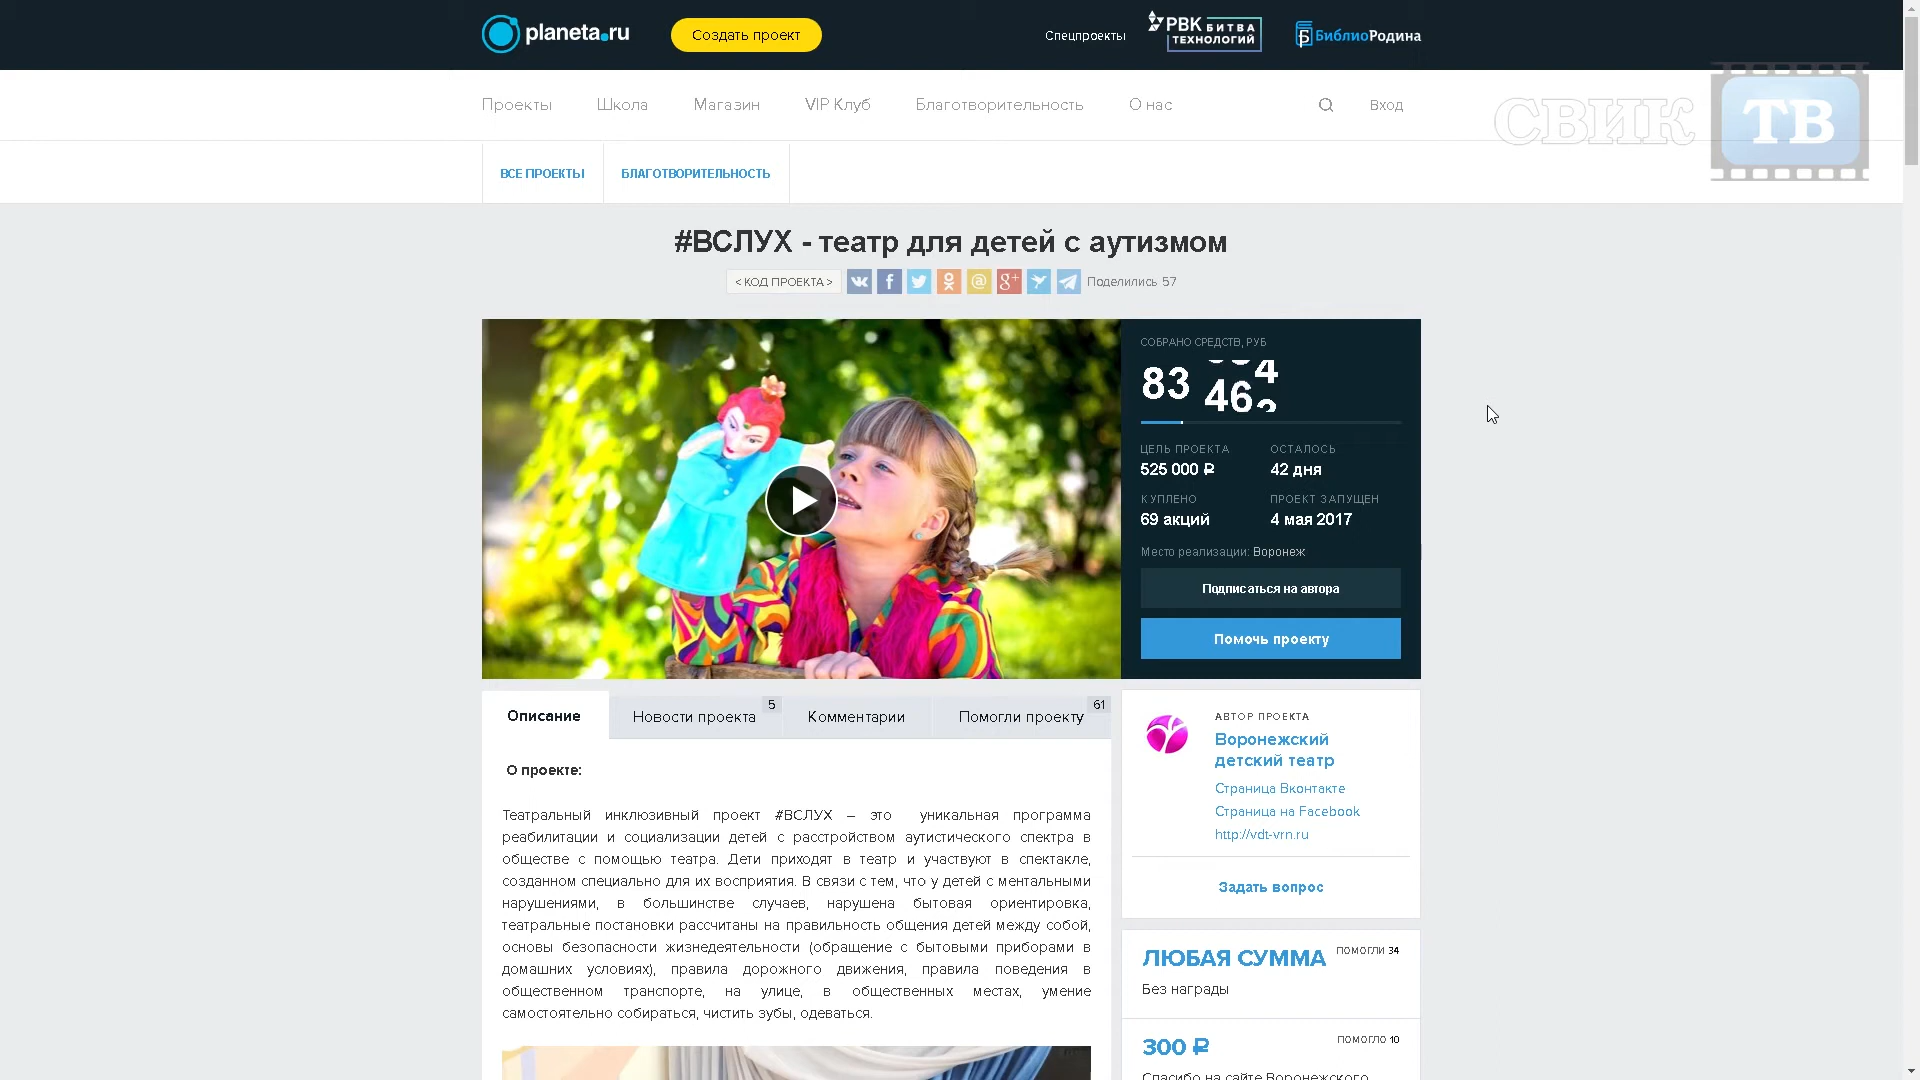 planeta.ru
Создать проект
Спецпроекты
РВК БИТВА
ТЕХНОЛОГИЙ
БиблиоРодина
Проекты
Школа
Магазин
VIP Клуб
Благотворительность
О нас
Вход
СВИК ТВ
ВСЕ ПРОЕКТЫ
БЛАГОТВОРИТЕЛЬНОСТЬ
#ВСЛУХ - театр для детей с аутизмом
< КОД ПРОЕКТА >
Поделились 57
СОБРАНО СРЕДСТВ, РУБ
83
ЦЕЛЬ ПРОЕКТА
ОСТАЛОСЬ
525 000 ₽
42 дня
КУПЛЕНО
ПРОЕКТ ЗАПУЩЕН
69 акций
4 мая 2017
Место реализации: Воронеж
Подписаться на автора
Помочь проекту
Описание
Новости проекта 5
Комментарии
Помогли проекту 61
О проекте:
Театральный инклюзивный проект #ВСЛУХ – это уникальная программа
реабилитации и социализации детей с расстройством аутистического спектра в
обществе с помощью театра. Дети приходят в театр и участвуют в спектакле,
созданном специально для их восприятия. В связи с тем, что у детей с ментальными
нарушениями, в большинстве случаев, нарушена бытовая ориентировка,
театральные постановки рассчитаны на правильность общения детей между собой,
основы безопасности жизнедеятельности (обращение с бытовыми приборами в
домашних условиях), правила дорожного движения, правила поведения в
общественном транспорте, на улице, в общественных местах, умение
самостоятельно собираться, чистить зубы, одеваться.
АВТОР ПРОЕКТА
Воронежский
детский театр
Страница Вконтакте
Страница на Facebook
http://vdt-vrn.ru
Задать вопрос
ЛЮБАЯ СУММА
ПОМОГЛИ 34
Без награды
300 ₽
ПОМОГЛО 10
Спасибо на сайте Воронежского